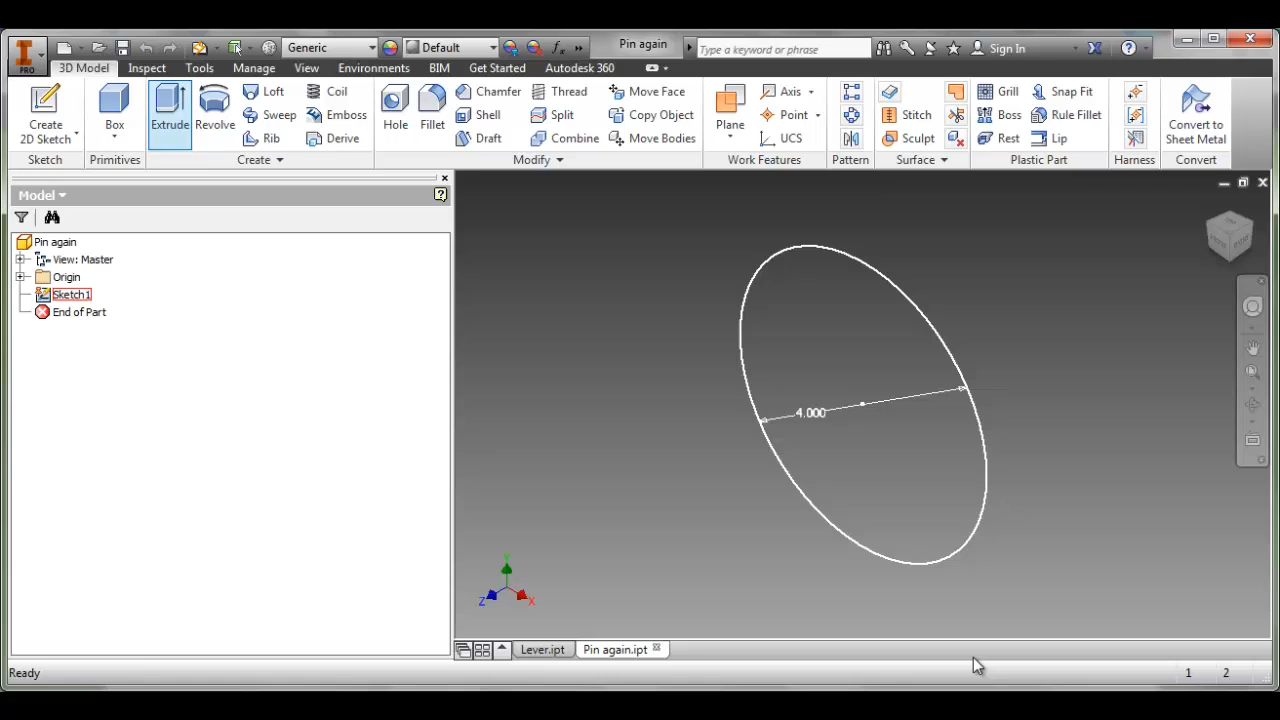 PRO
Generic
Default
fx
Pin again
Type a keyword or phrase
Sign In
3D Model Inspect Tools Manage View Environments BIM Get Started Autodesk 360
Create
2D Sketch
Box
Extrude
Revolve
Loft
Sweep
Rib
Coil
Emboss
Derive
Hole
Fillet
Chamfer
Shell
Draft
Thread
Split
Combine
Move Face
Copy Object
Move Bodies
Plane
Axis
Point
UCS
Stitch
Sculpt
Grill
Boss
Rest
Snap Fit
Rule Fillet
Lip
Convert to
Sheet Metal
Sketch Primitives Create Modify Work Features Pattern Surface Plastic Part Harness Convert
Model
Pin again
View: Master
Origin
Sketch1
End of Part
4.000
Y
Z
X
Lever.ipt Pin again.ipt
Ready
1 2